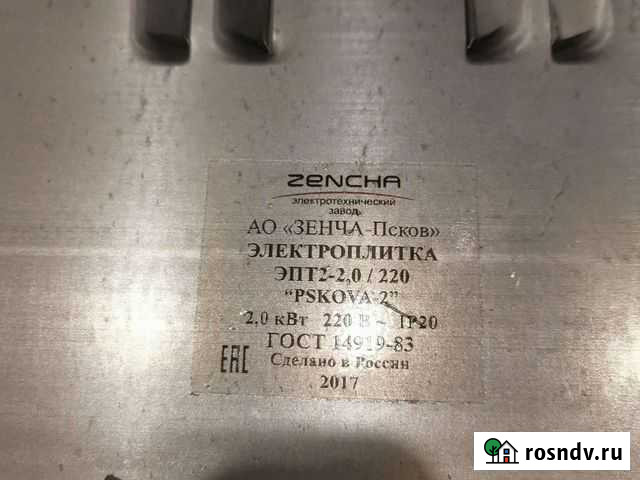 ZENCHA
электротехнический
заводъ
АО «ЗЕНЧА-Псков»
ЭЛЕКТРОПЛИТКА
ЭПТ2-2,0 / 220
“PSKOVA-2”
2,0 кВт 220 В ~ IP20
ГОСТ 14919-83
EAC Сделано в России
2017
rosndv.ru